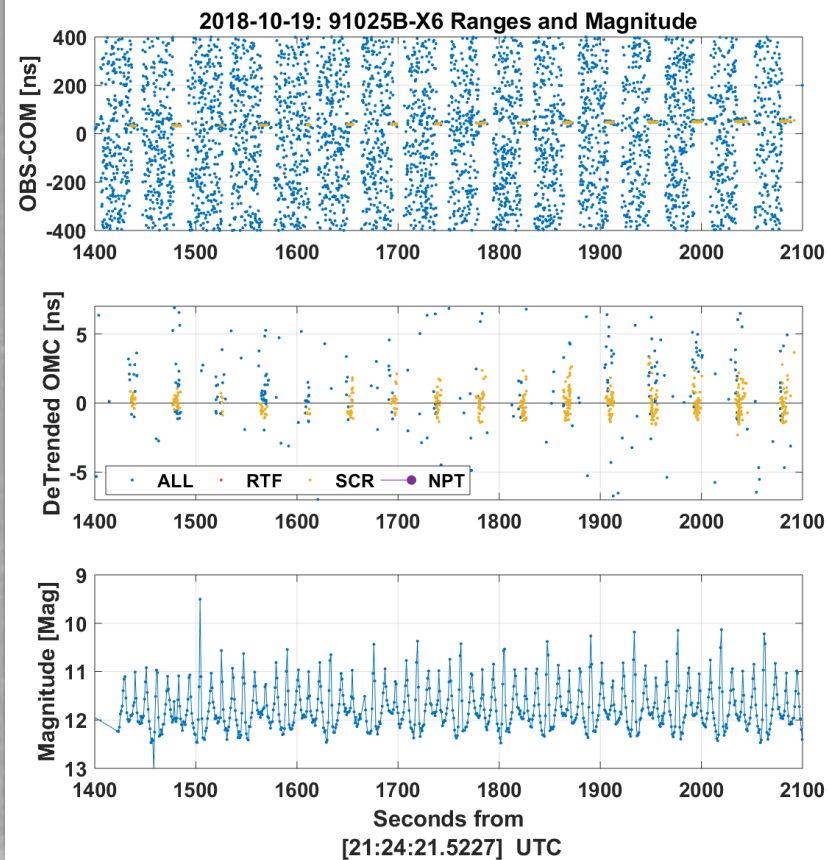 2018-10-19: 91025B-X6 Ranges and Magnitude
OBS-COM [ns]
400
200
0
-200
-400
1400 1500 1600 1700 1800 1900 2000 2100
DeTrended OMC [ns]
5
0
-5
ALL RTF SCR NPT
1400 1500 1600 1700 1800 1900 2000 2100
Magnitude [Mag]
9
10
11
12
13
1400 1500 1600 1700 1800 1900 2000 2100
Seconds from
[21:24:21.5227] UTC